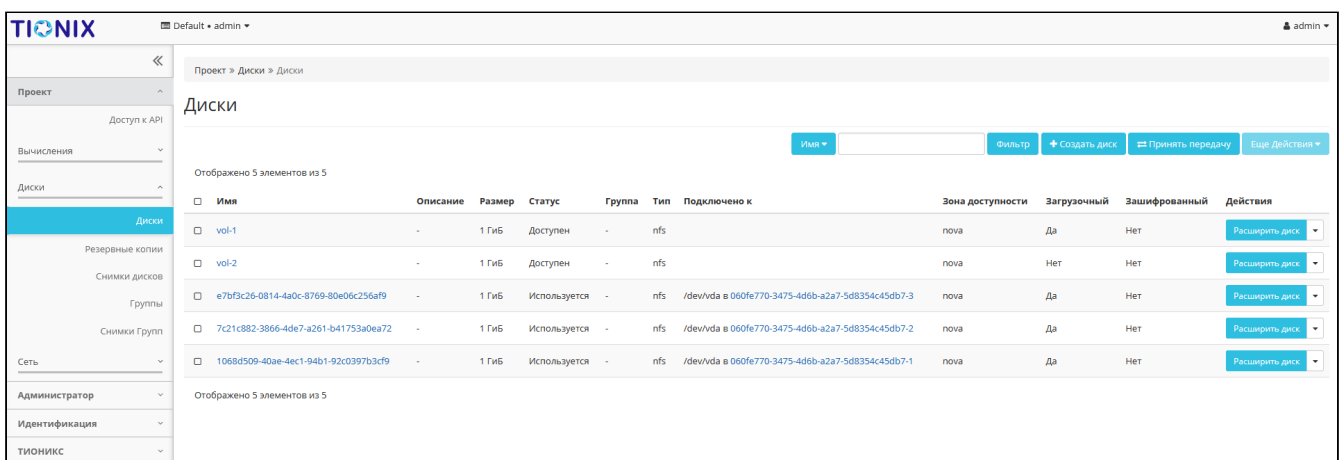 TIONIX
Default • admin
admin
Проект » Диски » Диски
Проект
Доступ к API
Вычисления
Диски
Диски
Резервные копии
Снимки дисков
Группы
Снимки Групп
Сеть
Администратор
Идентификация
ТИОНИКС
Диски
Имя Фильтр Создать диск Принять передачу Еще Действия
Отображено 5 элементов из 5
Имя Описание Размер Статус Группа Тип Подключено к Зона доступности Загрузочный Зашифрованный Действия
vol-1 - 1 ГиБ Доступен - nfs nova Да Нет Расширить диск
vol-2 - 1 ГиБ Доступен - nfs nova Нет Нет Расширить диск
e7bf3c26-0814-4a0c-8769-80e06c256af9 - 1 ГиБ Используется - nfs /dev/vda в 060fe770-3475-4d6b-a2a7-5d8354c45db7-3 nova Да Нет Расширить диск
7c21c882-3866-4de7-a261-b41753a0ea72 - 1 ГиБ Используется - nfs /dev/vda в 060fe770-3475-4d6b-a2a7-5d8354c45db7-2 nova Да Нет Расширить диск
1068d509-40ae-4ec1-94b1-92c0397b3cf9 - 1 ГиБ Используется - nfs /dev/vda в 060fe770-3475-4d6b-a2a7-5d8354c45db7-1 nova Да Нет Расширить диск
Отображено 5 элементов из 5